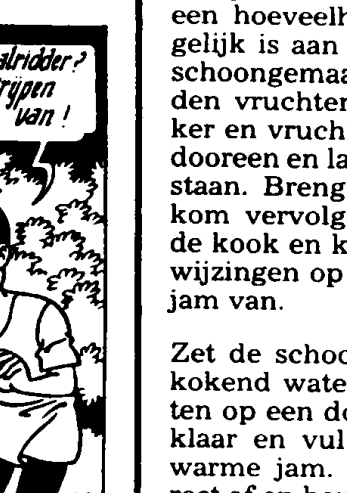 alridder?
rijpen
van!
een hoeveelh
gelijk is aan
schoongemaa
den vruchten
ker en vruch
dooreen en la
staan. Breng
kom vervolg
de kook en k
wijzingen op
jam van.
Zet de schoo
kokend wate
ten op een do
klaar en vul
warme jam.